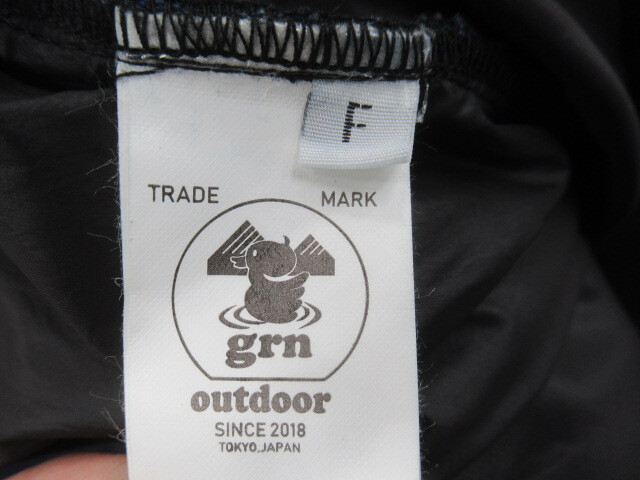 F
TRADE MARK
grn
outdoor
SINCE 2018
TOKYO,JAPAN